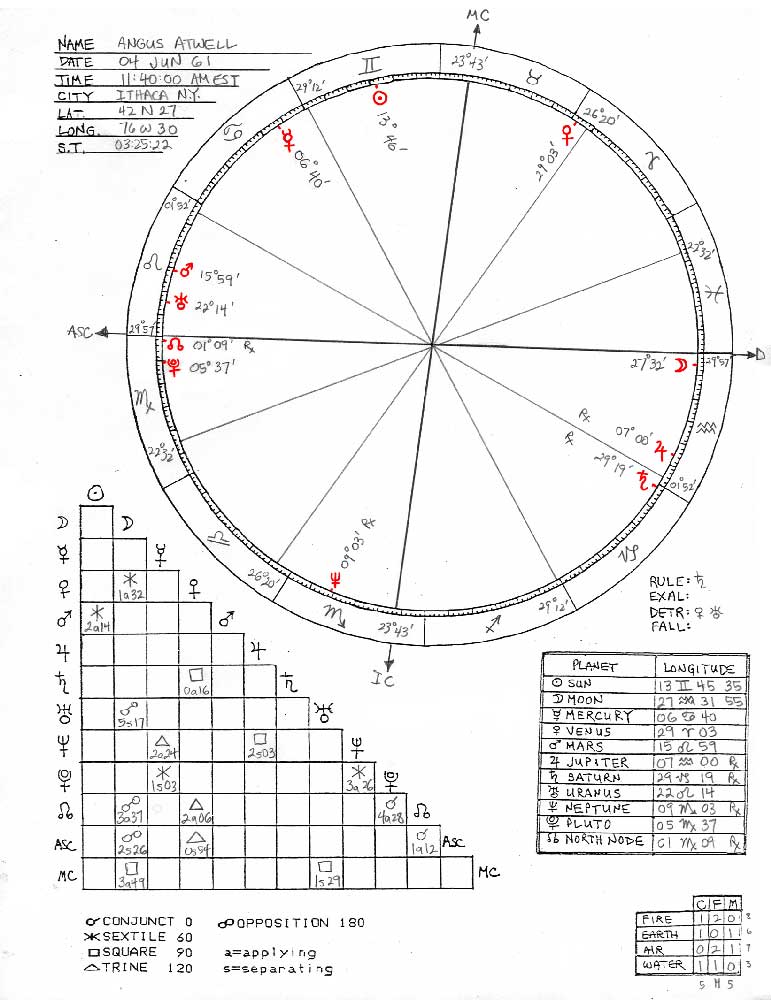 NAME ANGUS ATWELL
DATE 04 JUN 61
TIME 11:40:00 AM EST
CITY ITHACA N.Y.
LAT. 42 N 27
LONG. 76 W 30
S.T. 03:25:22
MC
23°43'
♉
26°20'
♈
22°32'
♓
29°57'
D
♒
01°52'
♑
29°12'
♐
IC
23°43'
♏
26°20'
♎
22°32'
♍
ASC
29°57'
♌
01°52'
♋
29°12'
♊
☉ 13° 46-
☿ 06° 40'
♀ 29°03'
♂ 15°59'
♅ 22°14'
☊ 01°09' ℞
♇ 05°37'
27°32' ☽
℞ 07°00' ♃
℞ 29°19' ♄
♆ 09°03' ℞
RULE: ♄
EXAL:
DETR: ♀ ♅
FALL:
☉
☽ ☽
☿ ☿
♀ ⚹ 1a32 ♀
♂ ⚹ 2a14 ♂
♃ ♃
♄ □ 0a16 ♄
♅ ☍ 5s17 ♅
♆ △ 2a24 □ 2s03 ♆
♇ ⚹ 1s03 ⚹ 3a26 ♇
☊ ☍ 3a37 △ 2a06 ☌ 4a28 ☊
ASC ☍ 2s26 △ 0s54 ☌ 1a12 ASC
MC □ 3a49 □ 1s29 MC
PLANET LONGITUDE
☉ SUN 13 ♊ 45 35
☽ MOON 27 ♒ 31 55
☿ MERCURY 06 ♋ 40
♀ VENUS 29 ♈ 03
♂ MARS 15 ♌ 59
♃ JUPITER 07 ♒ 00 ℞
♄ SATURN 29 ♑ 19 ℞
♅ URANUS 22 ♌ 14
♆ NEPTUNE 09 ♏ 03 ℞
♇ PLUTO 05 ♍ 37
☊ NORTH NODE 01 ♍ 09 ℞
☌ CONJUNCT 0 ☍ OPPOSITION 180
⚹ SEXTILE 60
□ SQUARE 90 a=applying
△ TRINE 120 s=separating
C F M
FIRE 1 2 0 8
EARTH 1 0 1 6
AIR 0 2 1 7
WATER 1 1 0 3
5 M 5